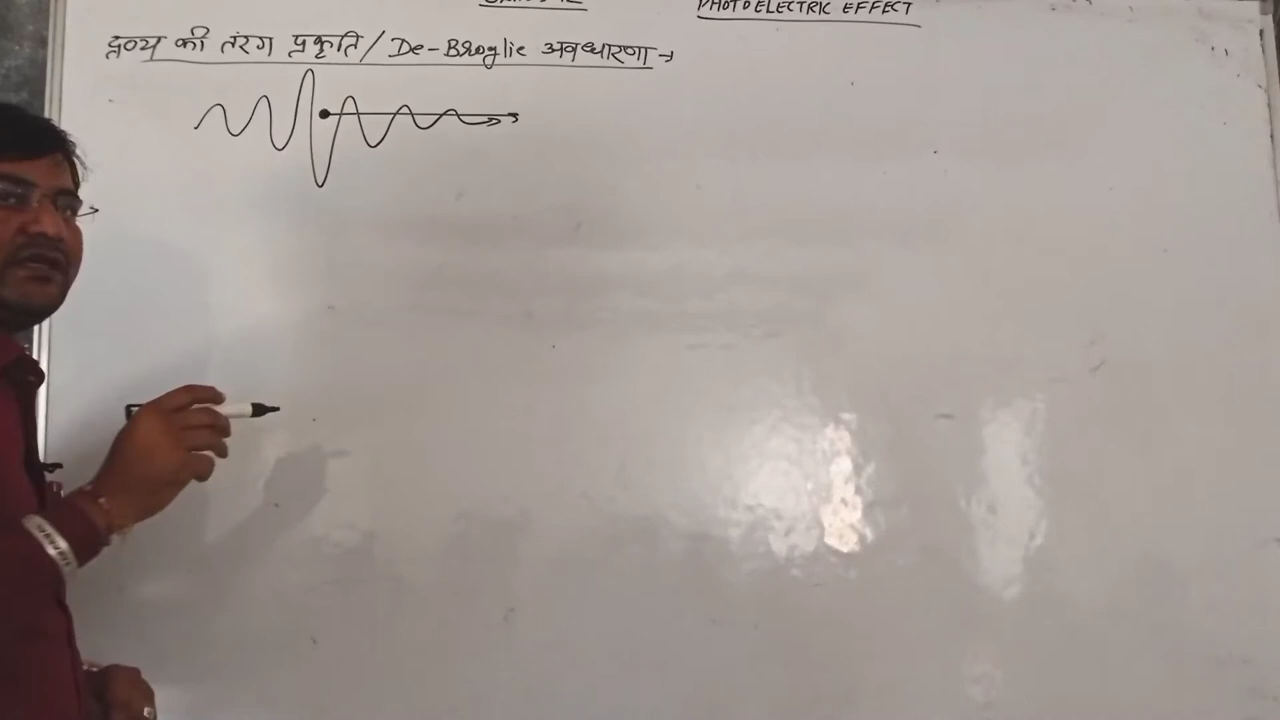 PHOTOELECTRIC EFFECT
द्रव्य की तरंग प्रकृति / De-Broglie अवधारणा →